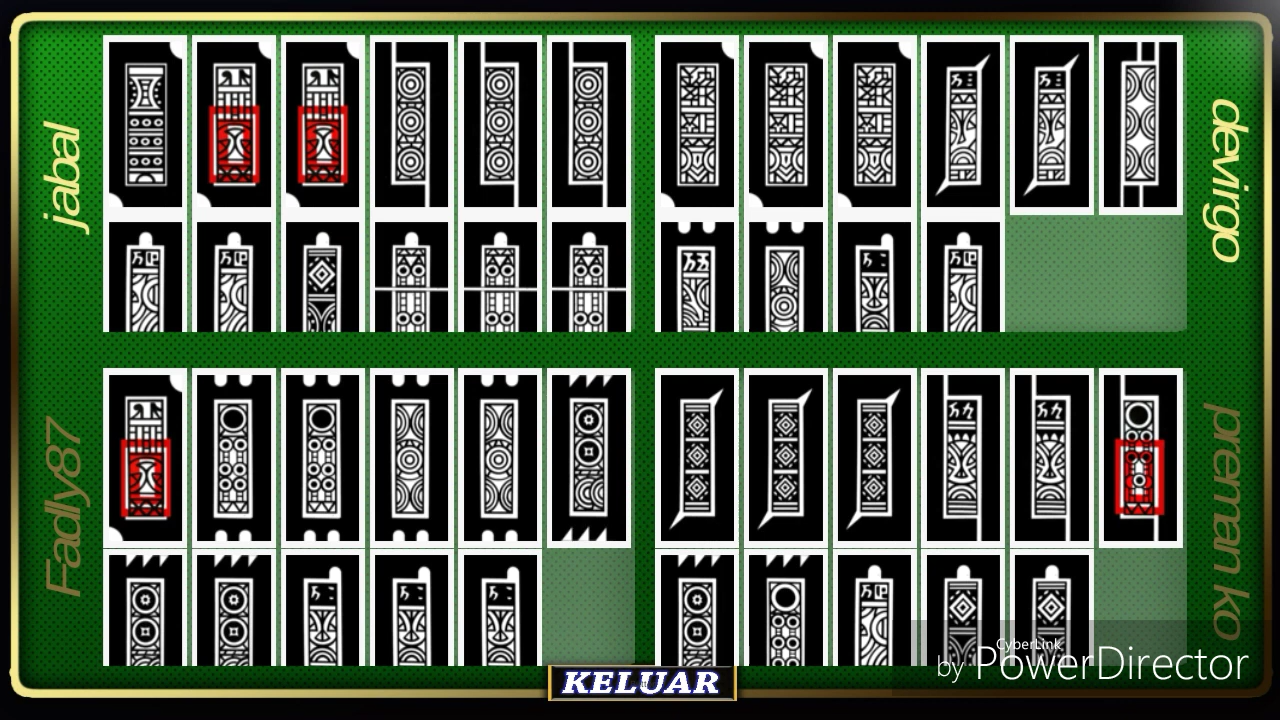 jabal
devirgo
Fadly87
preman ko
KELUAR
CyberLink
by PowerDirector